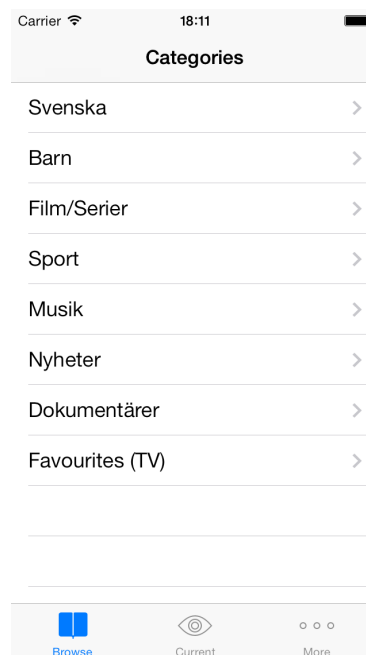 Carrier 18:11
Categories
Svenska
Barn
Film/Serier
Sport
Musik
Nyheter
Dokumentärer
Favourites (TV)
Browse Current More